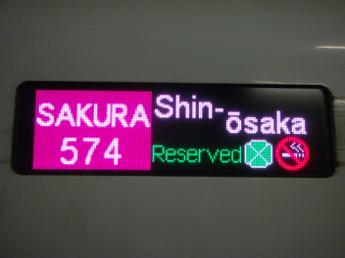 SAKURA
574
Shin-
ōsaka
Reserved